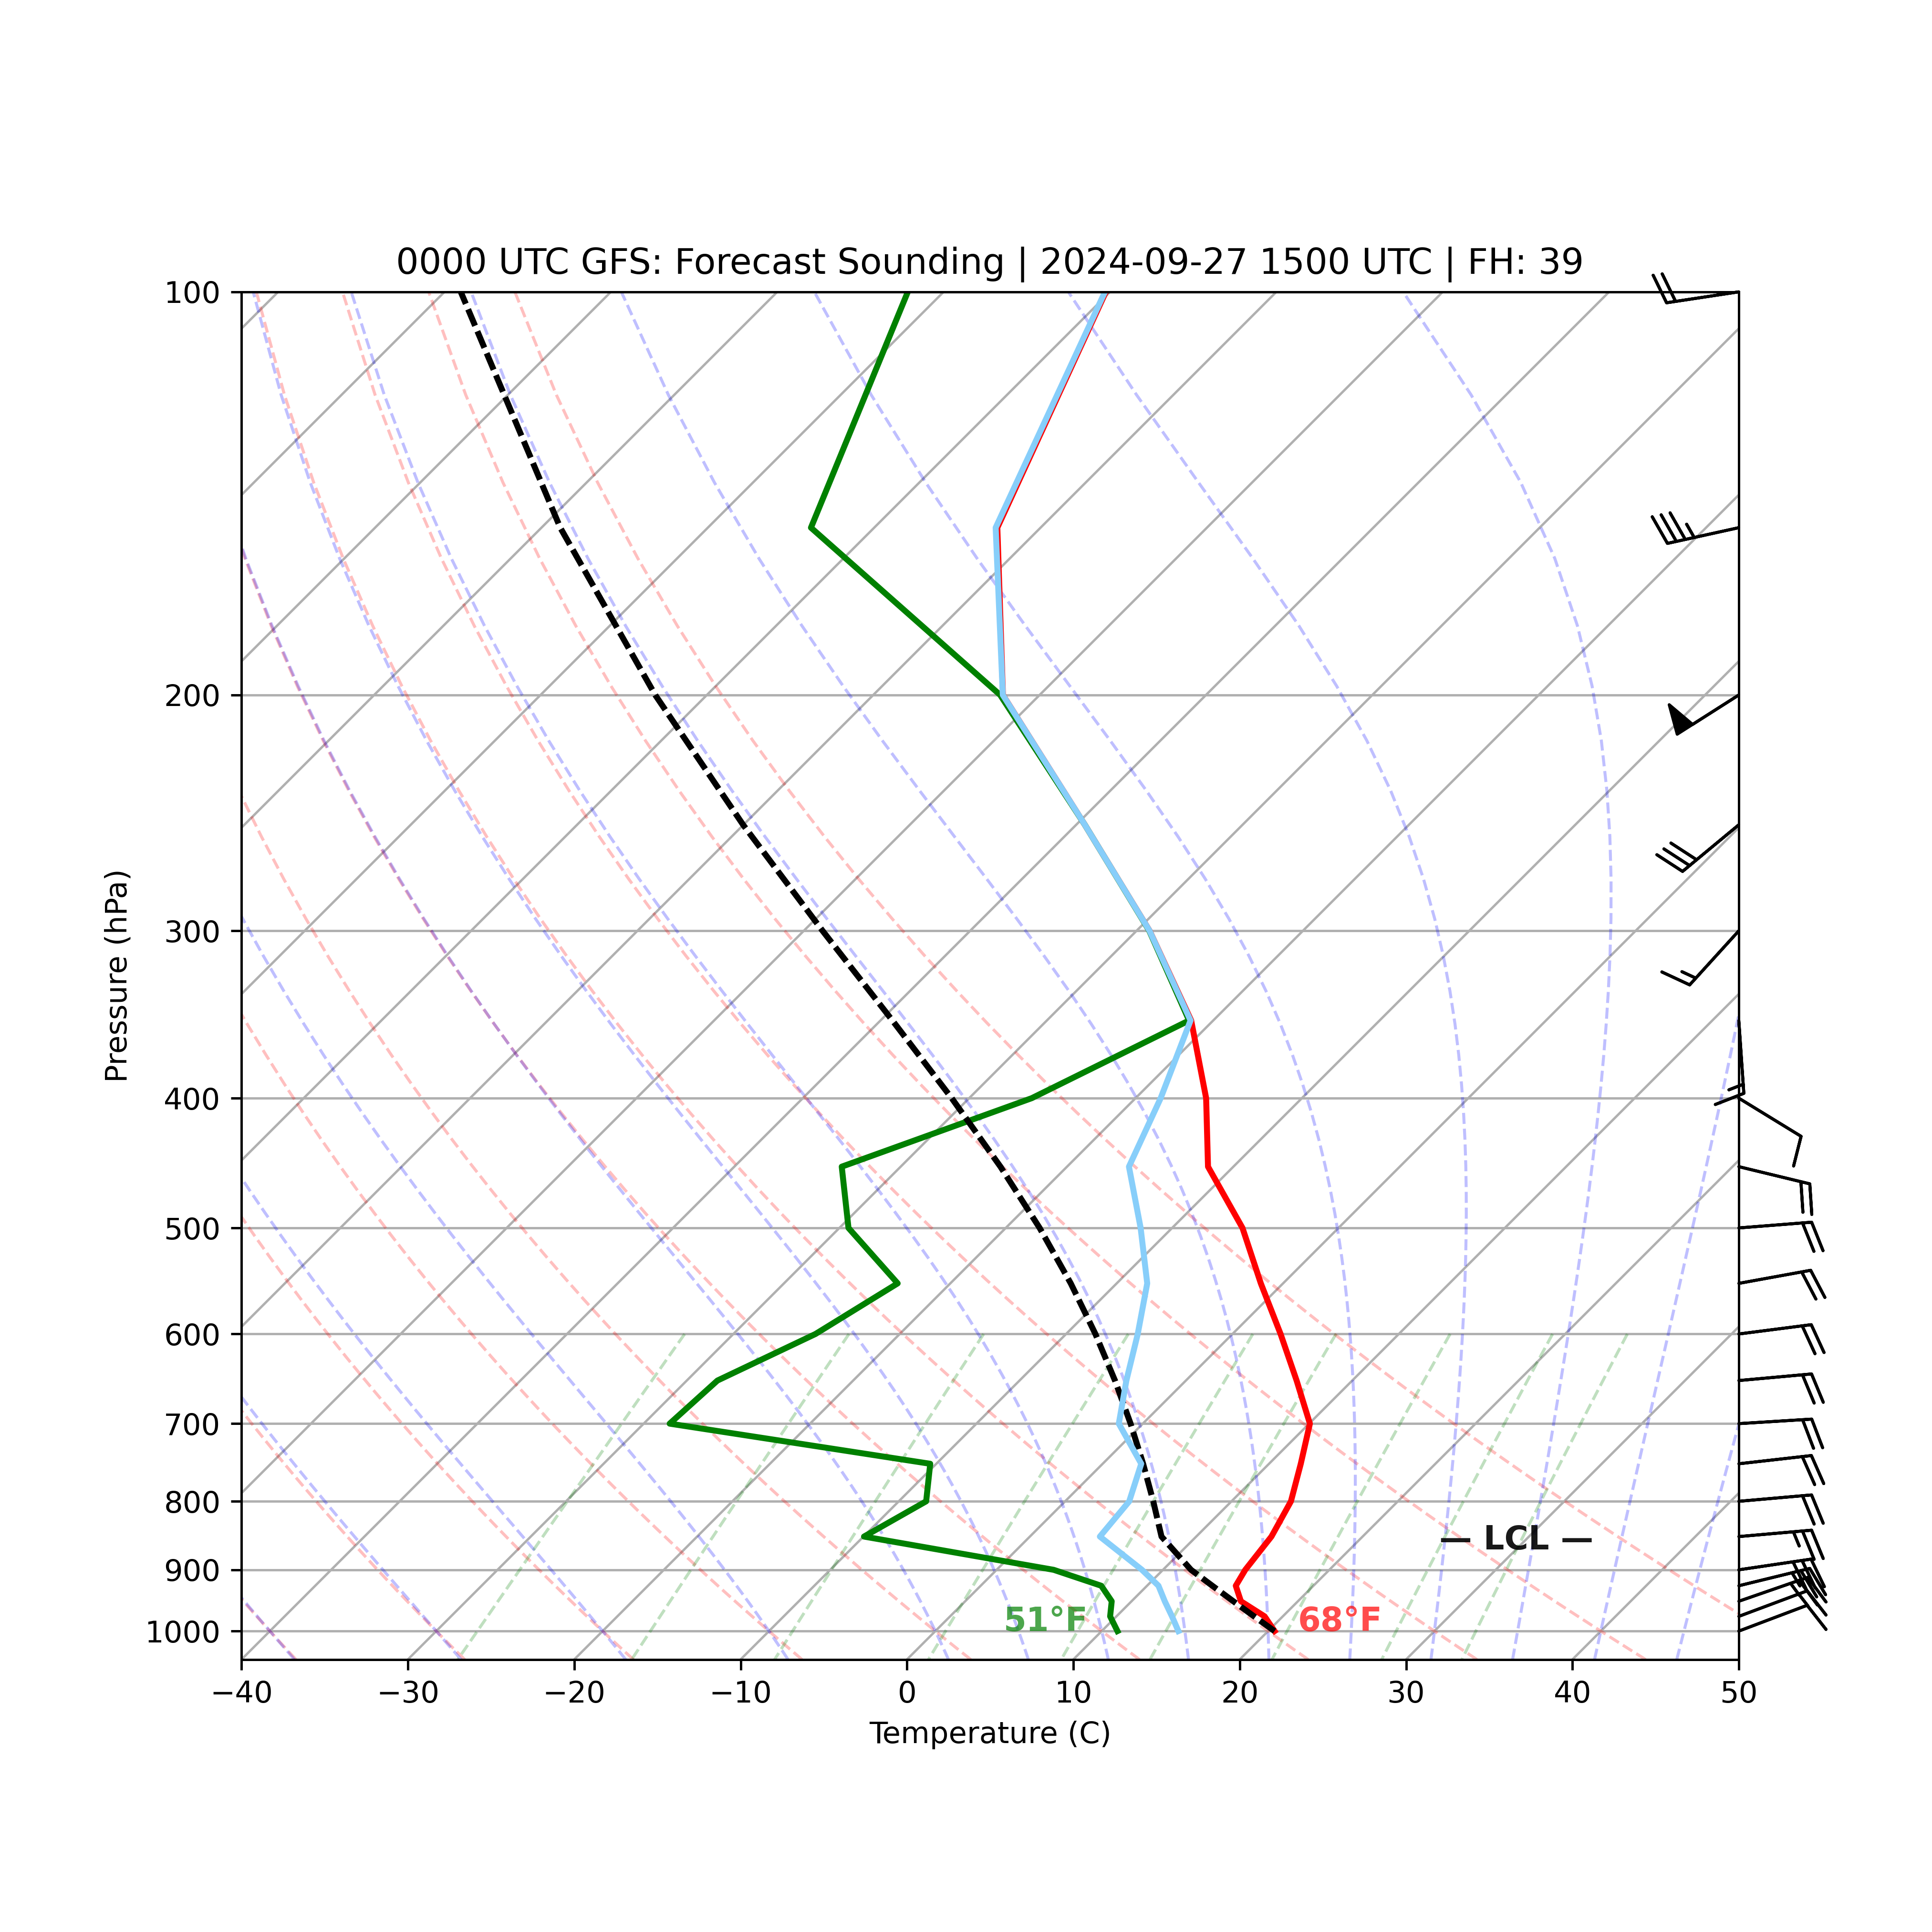 0000 UTC GFS: Forecast Sounding | 2024-09-27 1500 UTC | FH: 39
100
200
300
400
500
600
700
800
900
1000
Pressure (hPa)
— LCL —
51°F
68°F
−40 −30 −20 −10 0 10 20 30 40 50
Temperature (C)